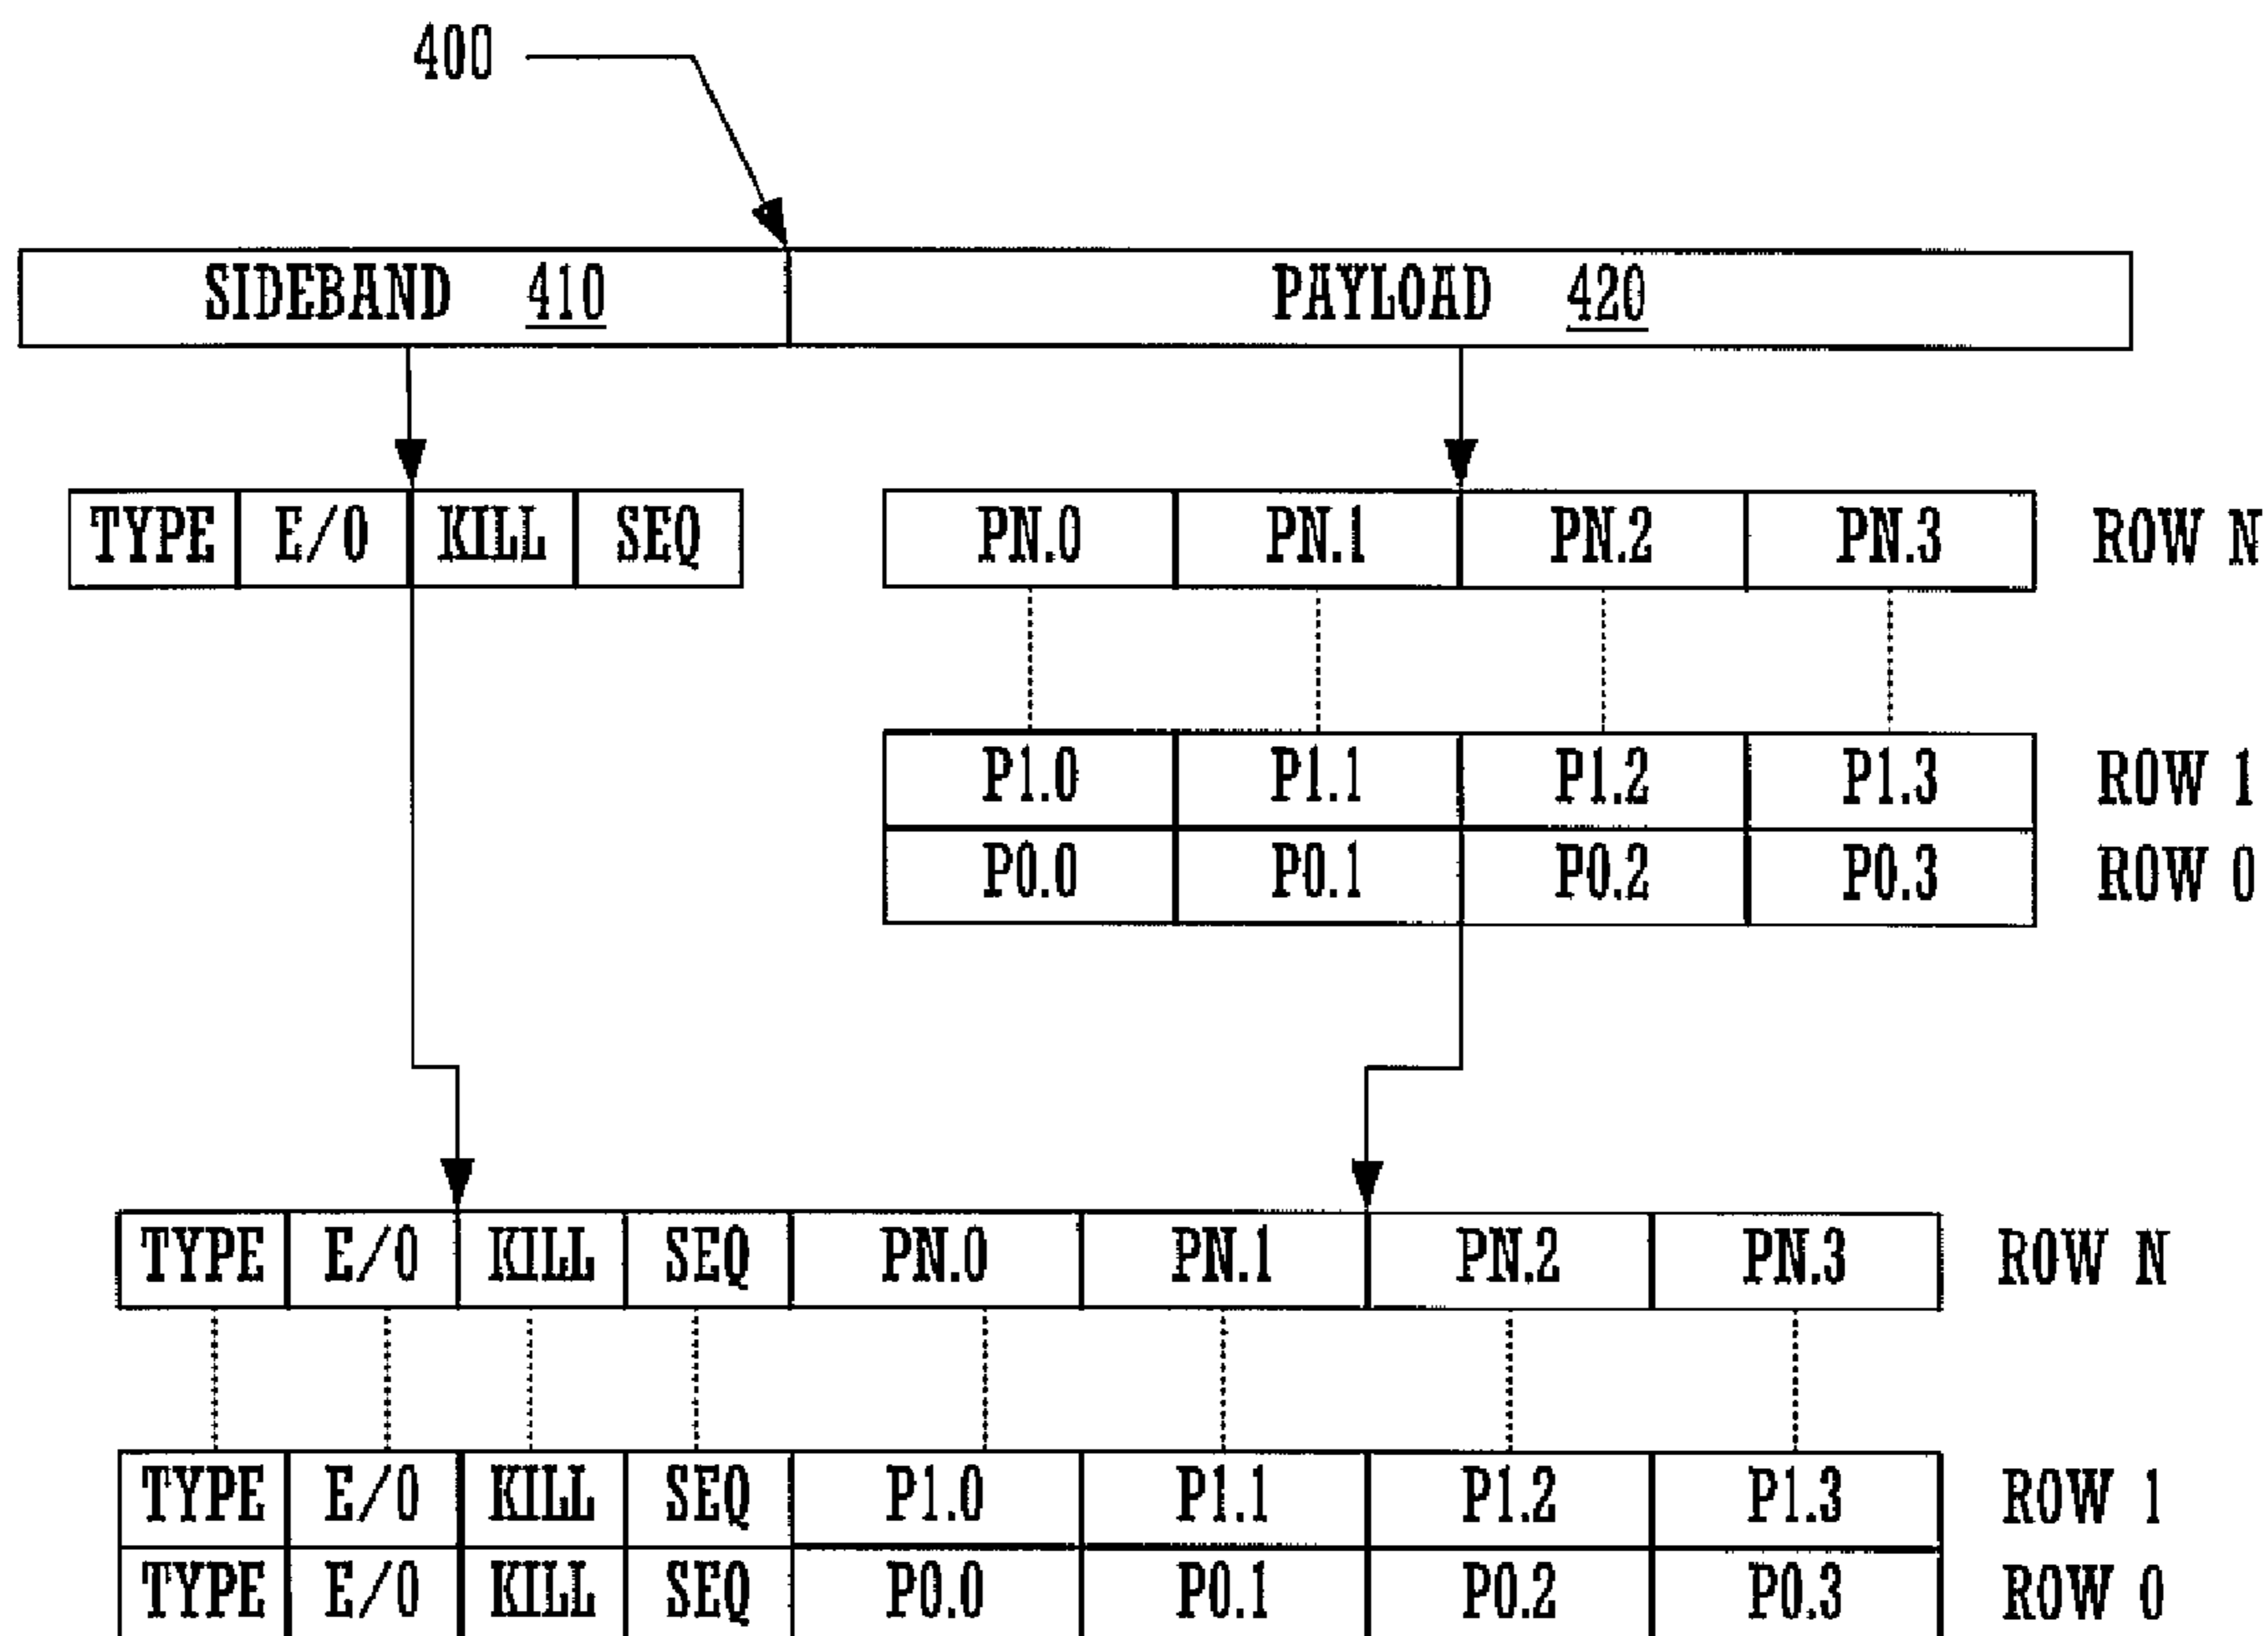 400
SIDEBAND 410 PAYLOAD 420
TYPE E/O KILL SEQ PN.0 PN.1 PN.2 PN.3 ROW N
P1.0 P1.1 P1.2 P1.3 ROW 1
P0.0 P0.1 P0.2 P0.3 ROW 0
TYPE E/O KILL SEQ PN.0 PN.1 PN.2 PN.3 ROW N
TYPE E/O KILL SEQ P1.0 P1.1 P1.2 P1.3 ROW 1
TYPE E/O KILL SEQ P0.0 P0.1 P0.2 P0.3 ROW 0